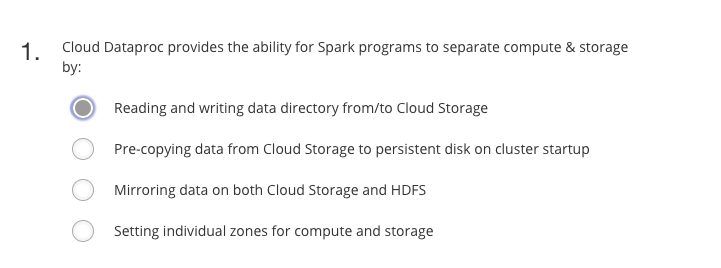 1. Cloud Dataproc provides the ability for Spark programs to separate compute & storage
by:
Reading and writing data directory from/to Cloud Storage
Pre-copying data from Cloud Storage to persistent disk on cluster startup
Mirroring data on both Cloud Storage and HDFS
Setting individual zones for compute and storage